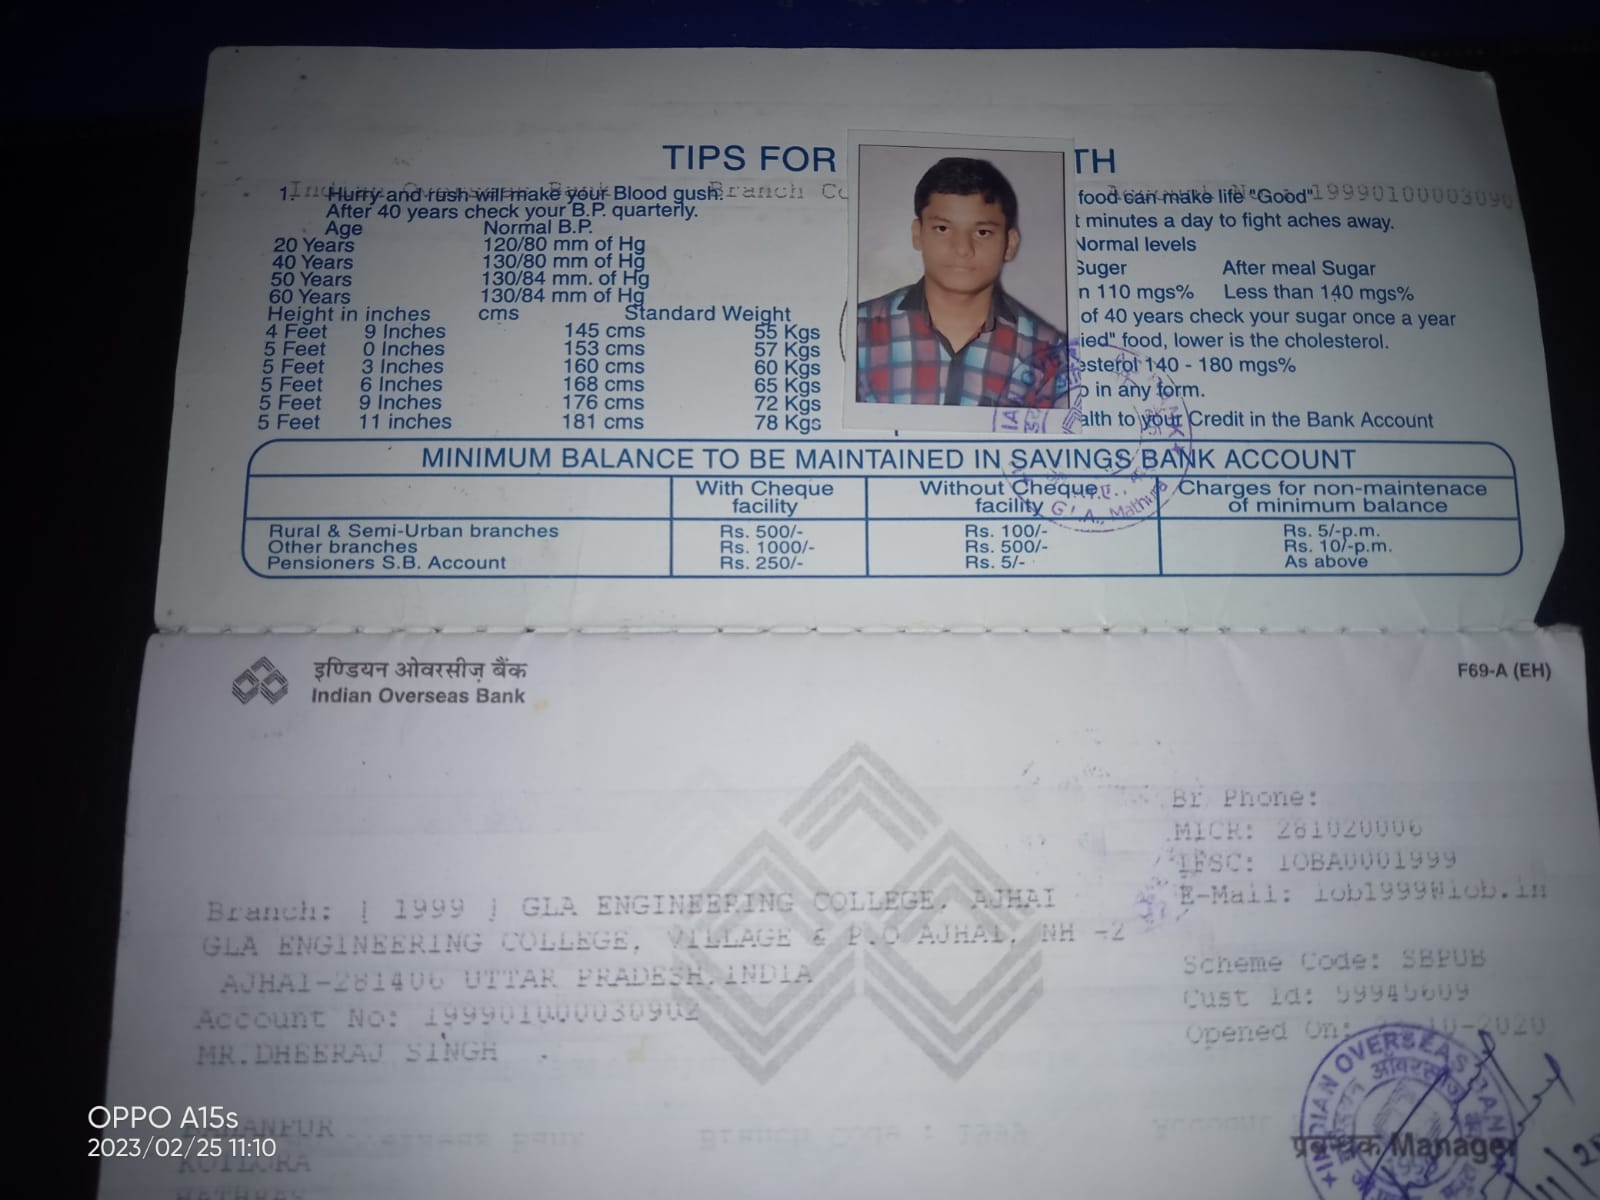 TIPS FOR TH
Indian Overseas Bank Branch Co Account No 199901000030902
1. Hurry and rush will make your Blood gush.
After 40 years check your B.P. quarterly.
Age Normal B.P.
20 Years 120/80 mm of Hg
40 Years 130/80 mm of Hg
50 Years 130/84 mm. of Hg
60 Years 130/84 mm of Hg
Height in inches cms Standard Weight
4 Feet 9 Inches 145 cms 55 Kgs
5 Feet 0 Inches 153 cms 57 Kgs
5 Feet 3 Inches 160 cms 60 Kgs
5 Feet 6 Inches 168 cms 65 Kgs
5 Feet 9 Inches 176 cms 72 Kgs
5 Feet 11 inches 181 cms 78 Kgs
food can make life "Good"
t minutes a day to fight aches away.
Normal levels
Suger After meal Sugar
n 110 mgs% Less than 140 mgs%
of 40 years check your sugar once a year
ied" food, lower is the cholesterol.
esterol 140 - 180 mgs%
in any form.
alth to your Credit in the Bank Account
MINIMUM BALANCE TO BE MAINTAINED IN SAVINGS BANK ACCOUNT
With Cheque facility Without Cheque facility Charges for non-maintenace of minimum balance
Rural & Semi-Urban branches Rs. 500/- Rs. 100/- Rs. 5/-p.m.
Other branches Rs. 1000/- Rs. 500/- Rs. 10/-p.m.
Pensioners S.B. Account Rs. 250/- Rs. 5/- As above
G.L.A., Mathura
इण्डियन ओवरसीज़ बैंक
Indian Overseas Bank
F69-A (EH)
Br Phone:
MICR: 281020006
IFSC: IOBA0001999
E-Mail: iob1999@iob.in
Branch: [ 1999 ] GLA ENGINEERING COLLEGE, AJHAI
GLA ENGINEERING COLLEGE, VILLAGE & P.O AJHAI, NH -2
AJHAI-281406 UTTAR PRADESH,INDIA
Account No: 199901000030902
MR.DHEERAJ SINGH .
Scheme Code: SBPUB
Cust Id: 59945609
Opened On: -10-2020
INDIAN OVERSEAS BANK
प्रबन्धक Manager
Branch Code : 1999 Account
OPPO A15s
2023/02/25 11:10